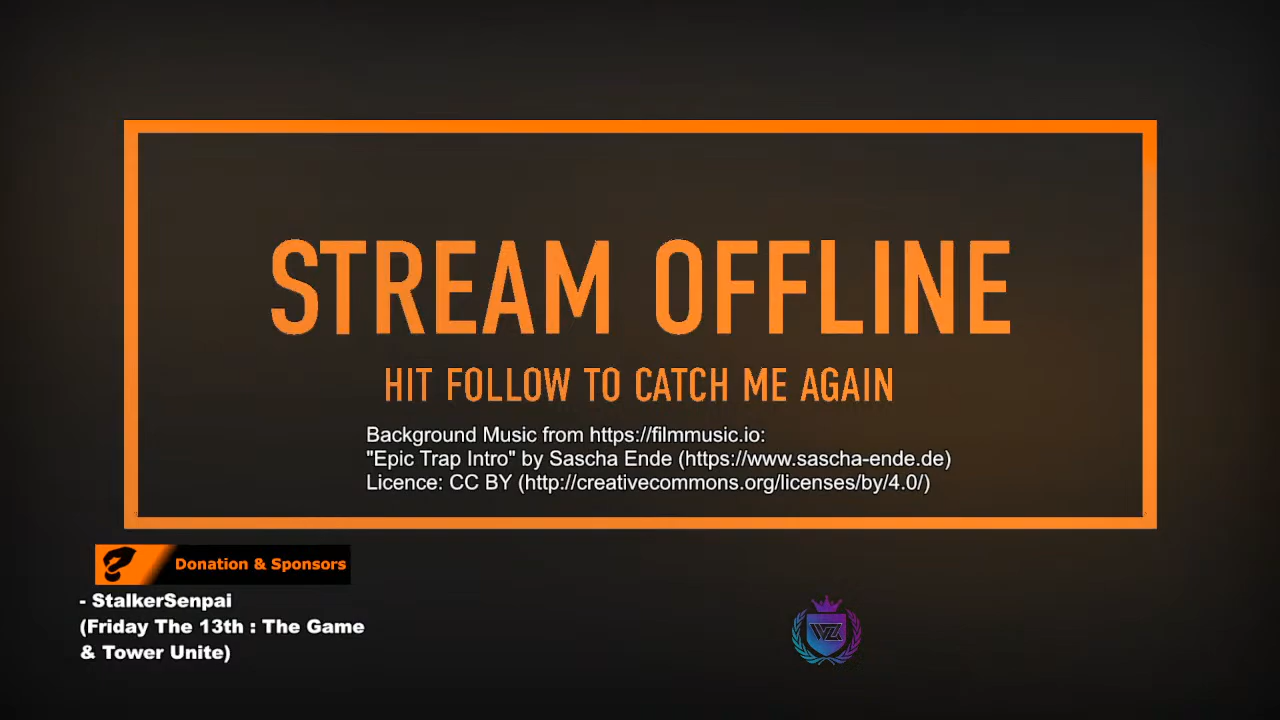 STREAM OFFLINE
HIT FOLLOW TO CATCH ME AGAIN
Background Music from https://filmmusic.io:
"Epic Trap Intro" by Sascha Ende (https://www.sascha-ende.de)
Licence: CC BY (http://creativecommons.org/licenses/by/4.0/)
Donation & Sponsors
- StalkerSenpai
(Friday The 13th : The Game
& Tower Unite)